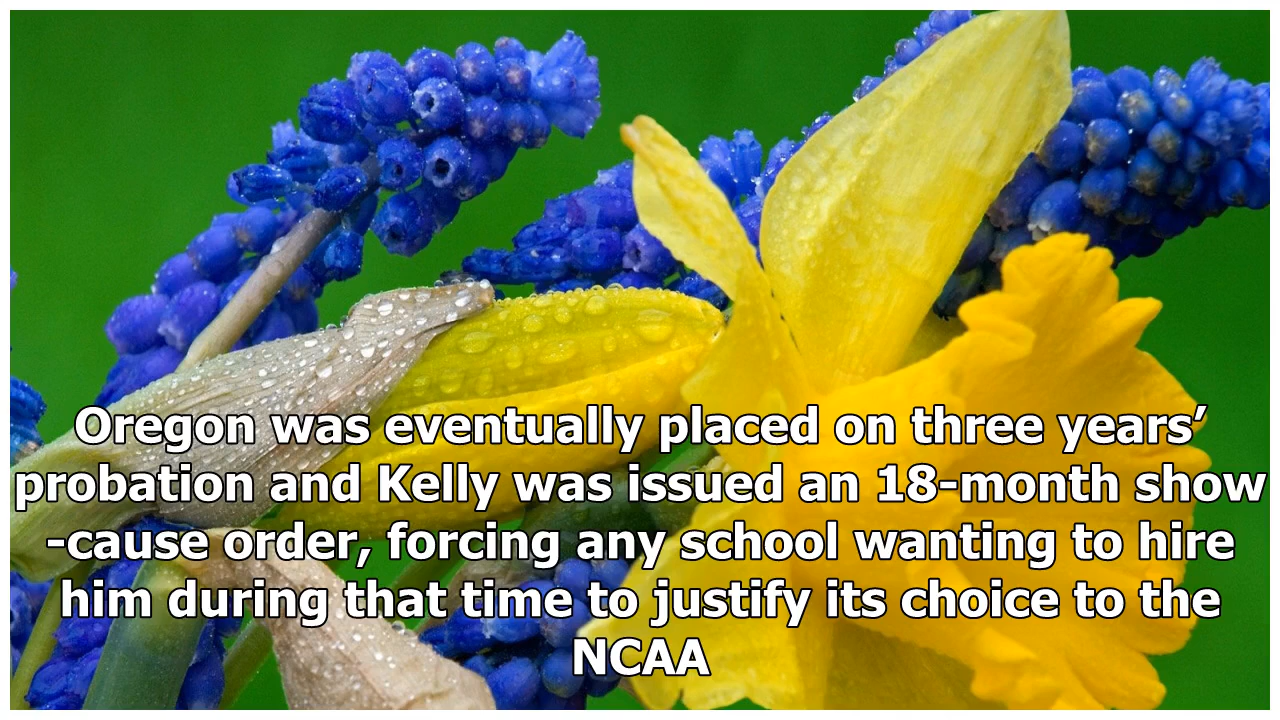 Oregon was eventually placed on three years’
probation and Kelly was issued an 18-month show
-cause order, forcing any school wanting to hire
him during that time to justify its choice to the
NCAA